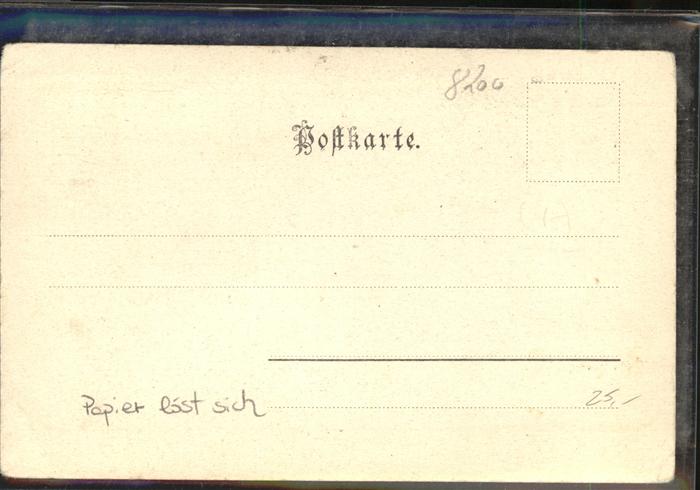 8200
Postkarte.
(H)
Papier löst sich
25,-